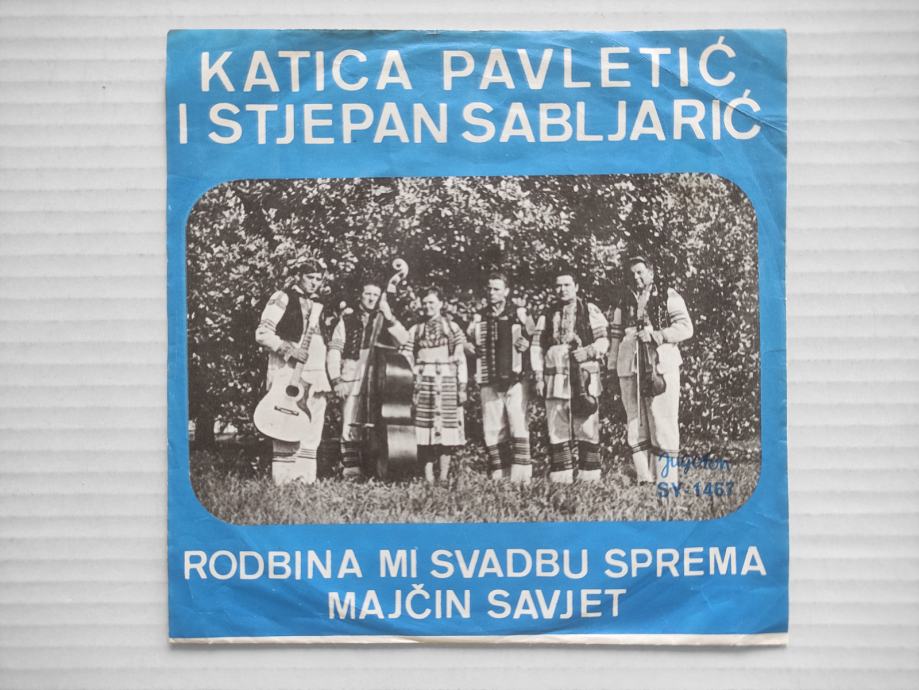 KATICA PAVLETIĆ
I STJEPAN SABLJARIĆ
Jugoton
SY-1467
RODBINA MI SVADBU SPREMA
MAJČIN SAVJET